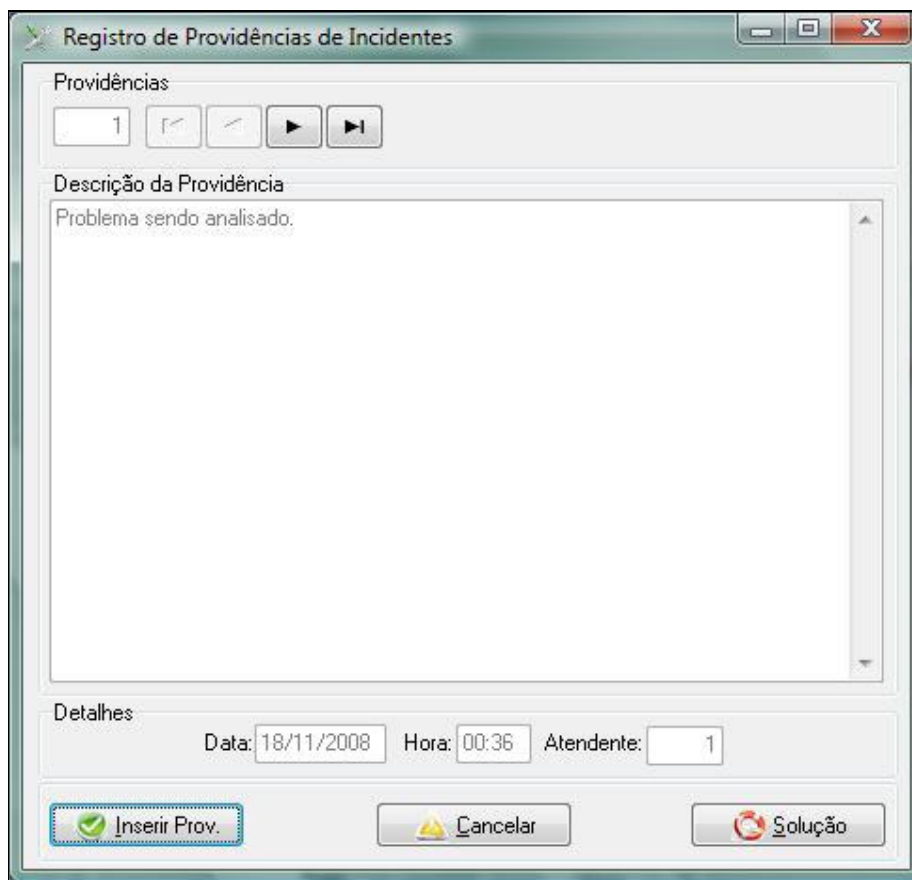 Registro de Providências de Incidentes
Providências
1
Descrição da Providência
Problema sendo analisado.
Detalhes
Data: 18/11/2008 Hora: 00:36 Atendente: 1
Inserir Prov. Cancelar Solução